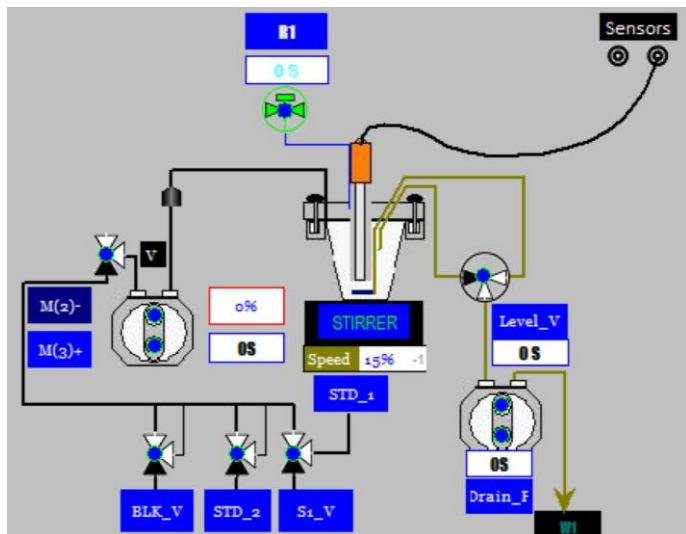 R1
Sensors
0 S
V
M(2)-
0%
M(3)+
0S
STIRRER
Level_V
0 S
Speed 15% -1
STD_1
0S
BLK_V
STD_2
S1_V
Drain_F
W1